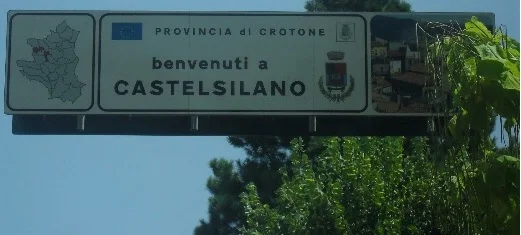 PROVINCIA di CROTONE
benvenuti a
CASTELSILANO